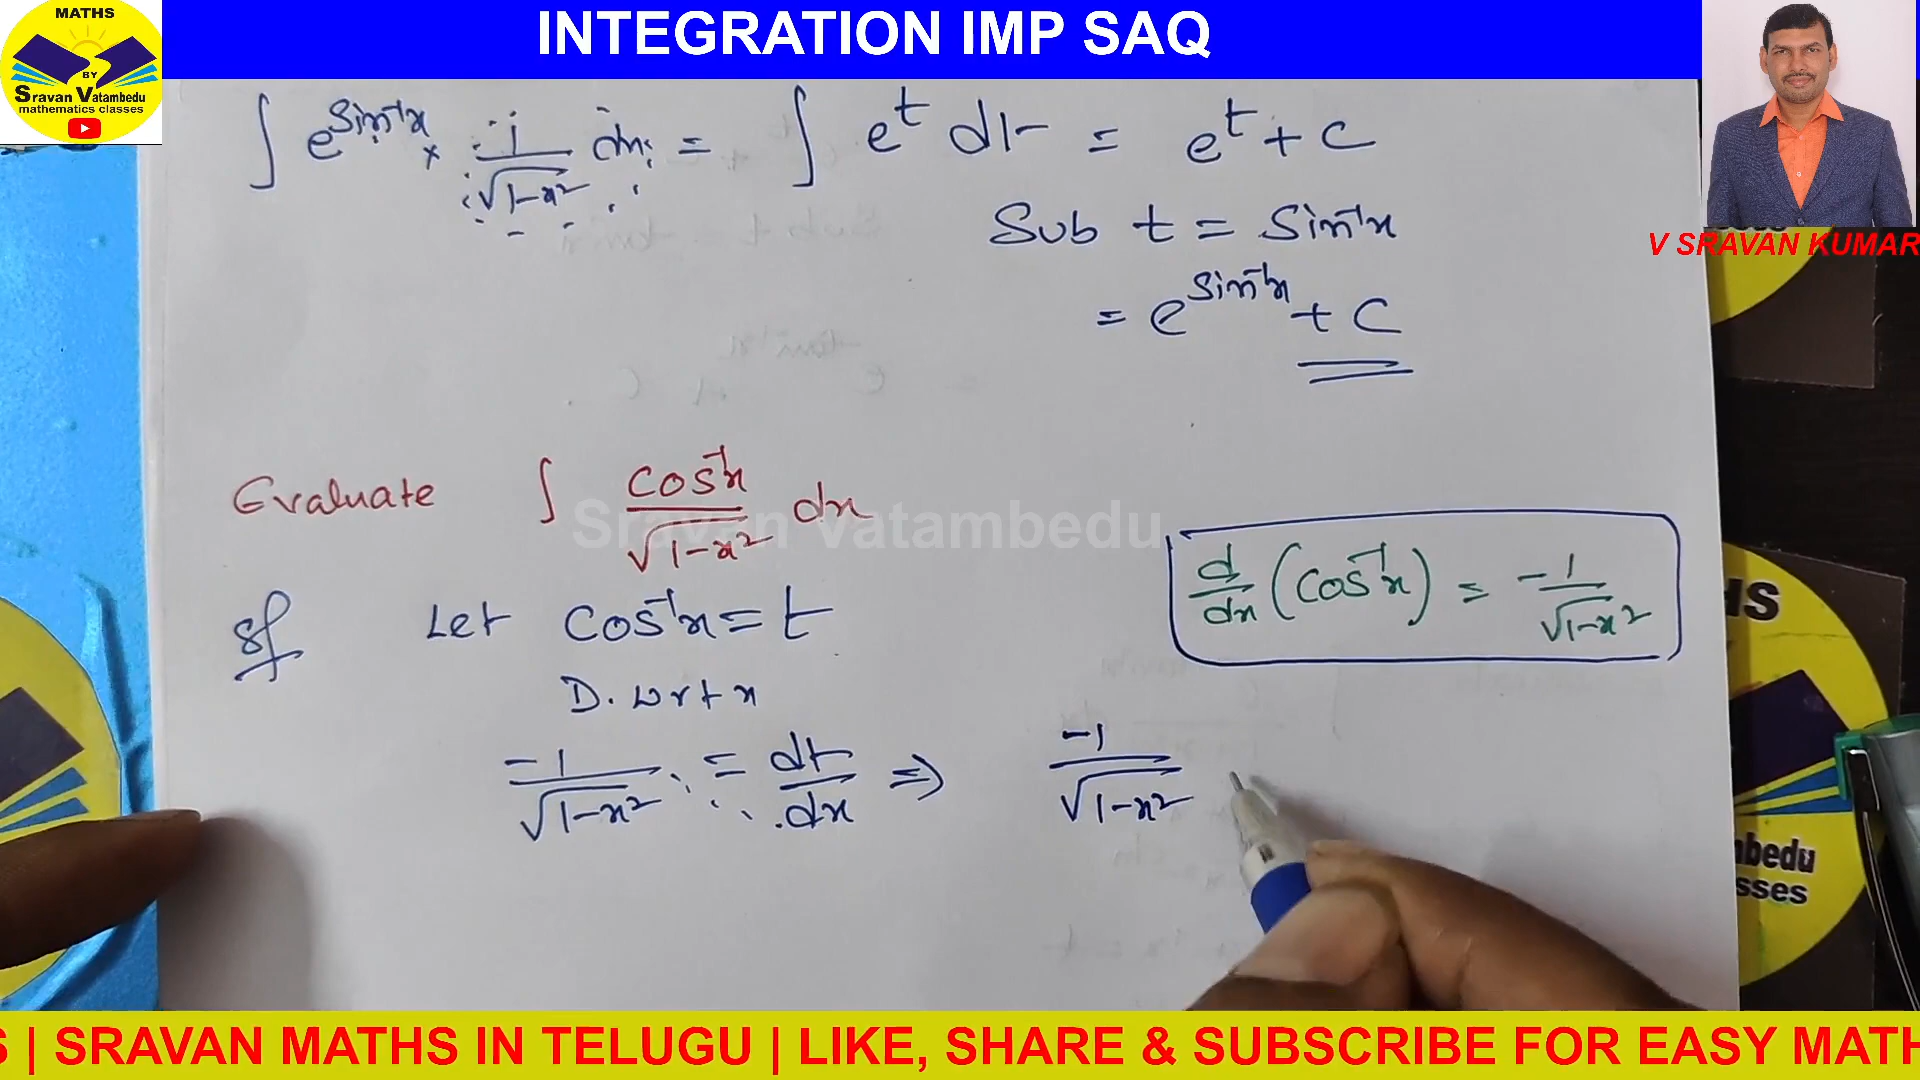 MATHS
BY
Sravan Vatambedu
mathematics classes
INTEGRATION IMP SAQ
V SRAVAN KUMAR
∫ e^(Sin⁻¹x) × 1/√(1-x²) dx = ∫ e^t dt = e^t + c
Sub t = Sin⁻¹x
= e^(Sin⁻¹x) + c
Evaluate ∫ Cos⁻¹x/√(1-x²) dx
Sravan Vatambedu
Sol Let Cos⁻¹x = t
d/dx (Cos⁻¹x) = -1/√(1-x²)
D. w r t x
-1/√(1-x²) = dt/dx ⇒ -1/√(1-x²)
S | SRAVAN MATHS IN TELUGU | LIKE, SHARE & SUBSCRIBE FOR EASY MATH